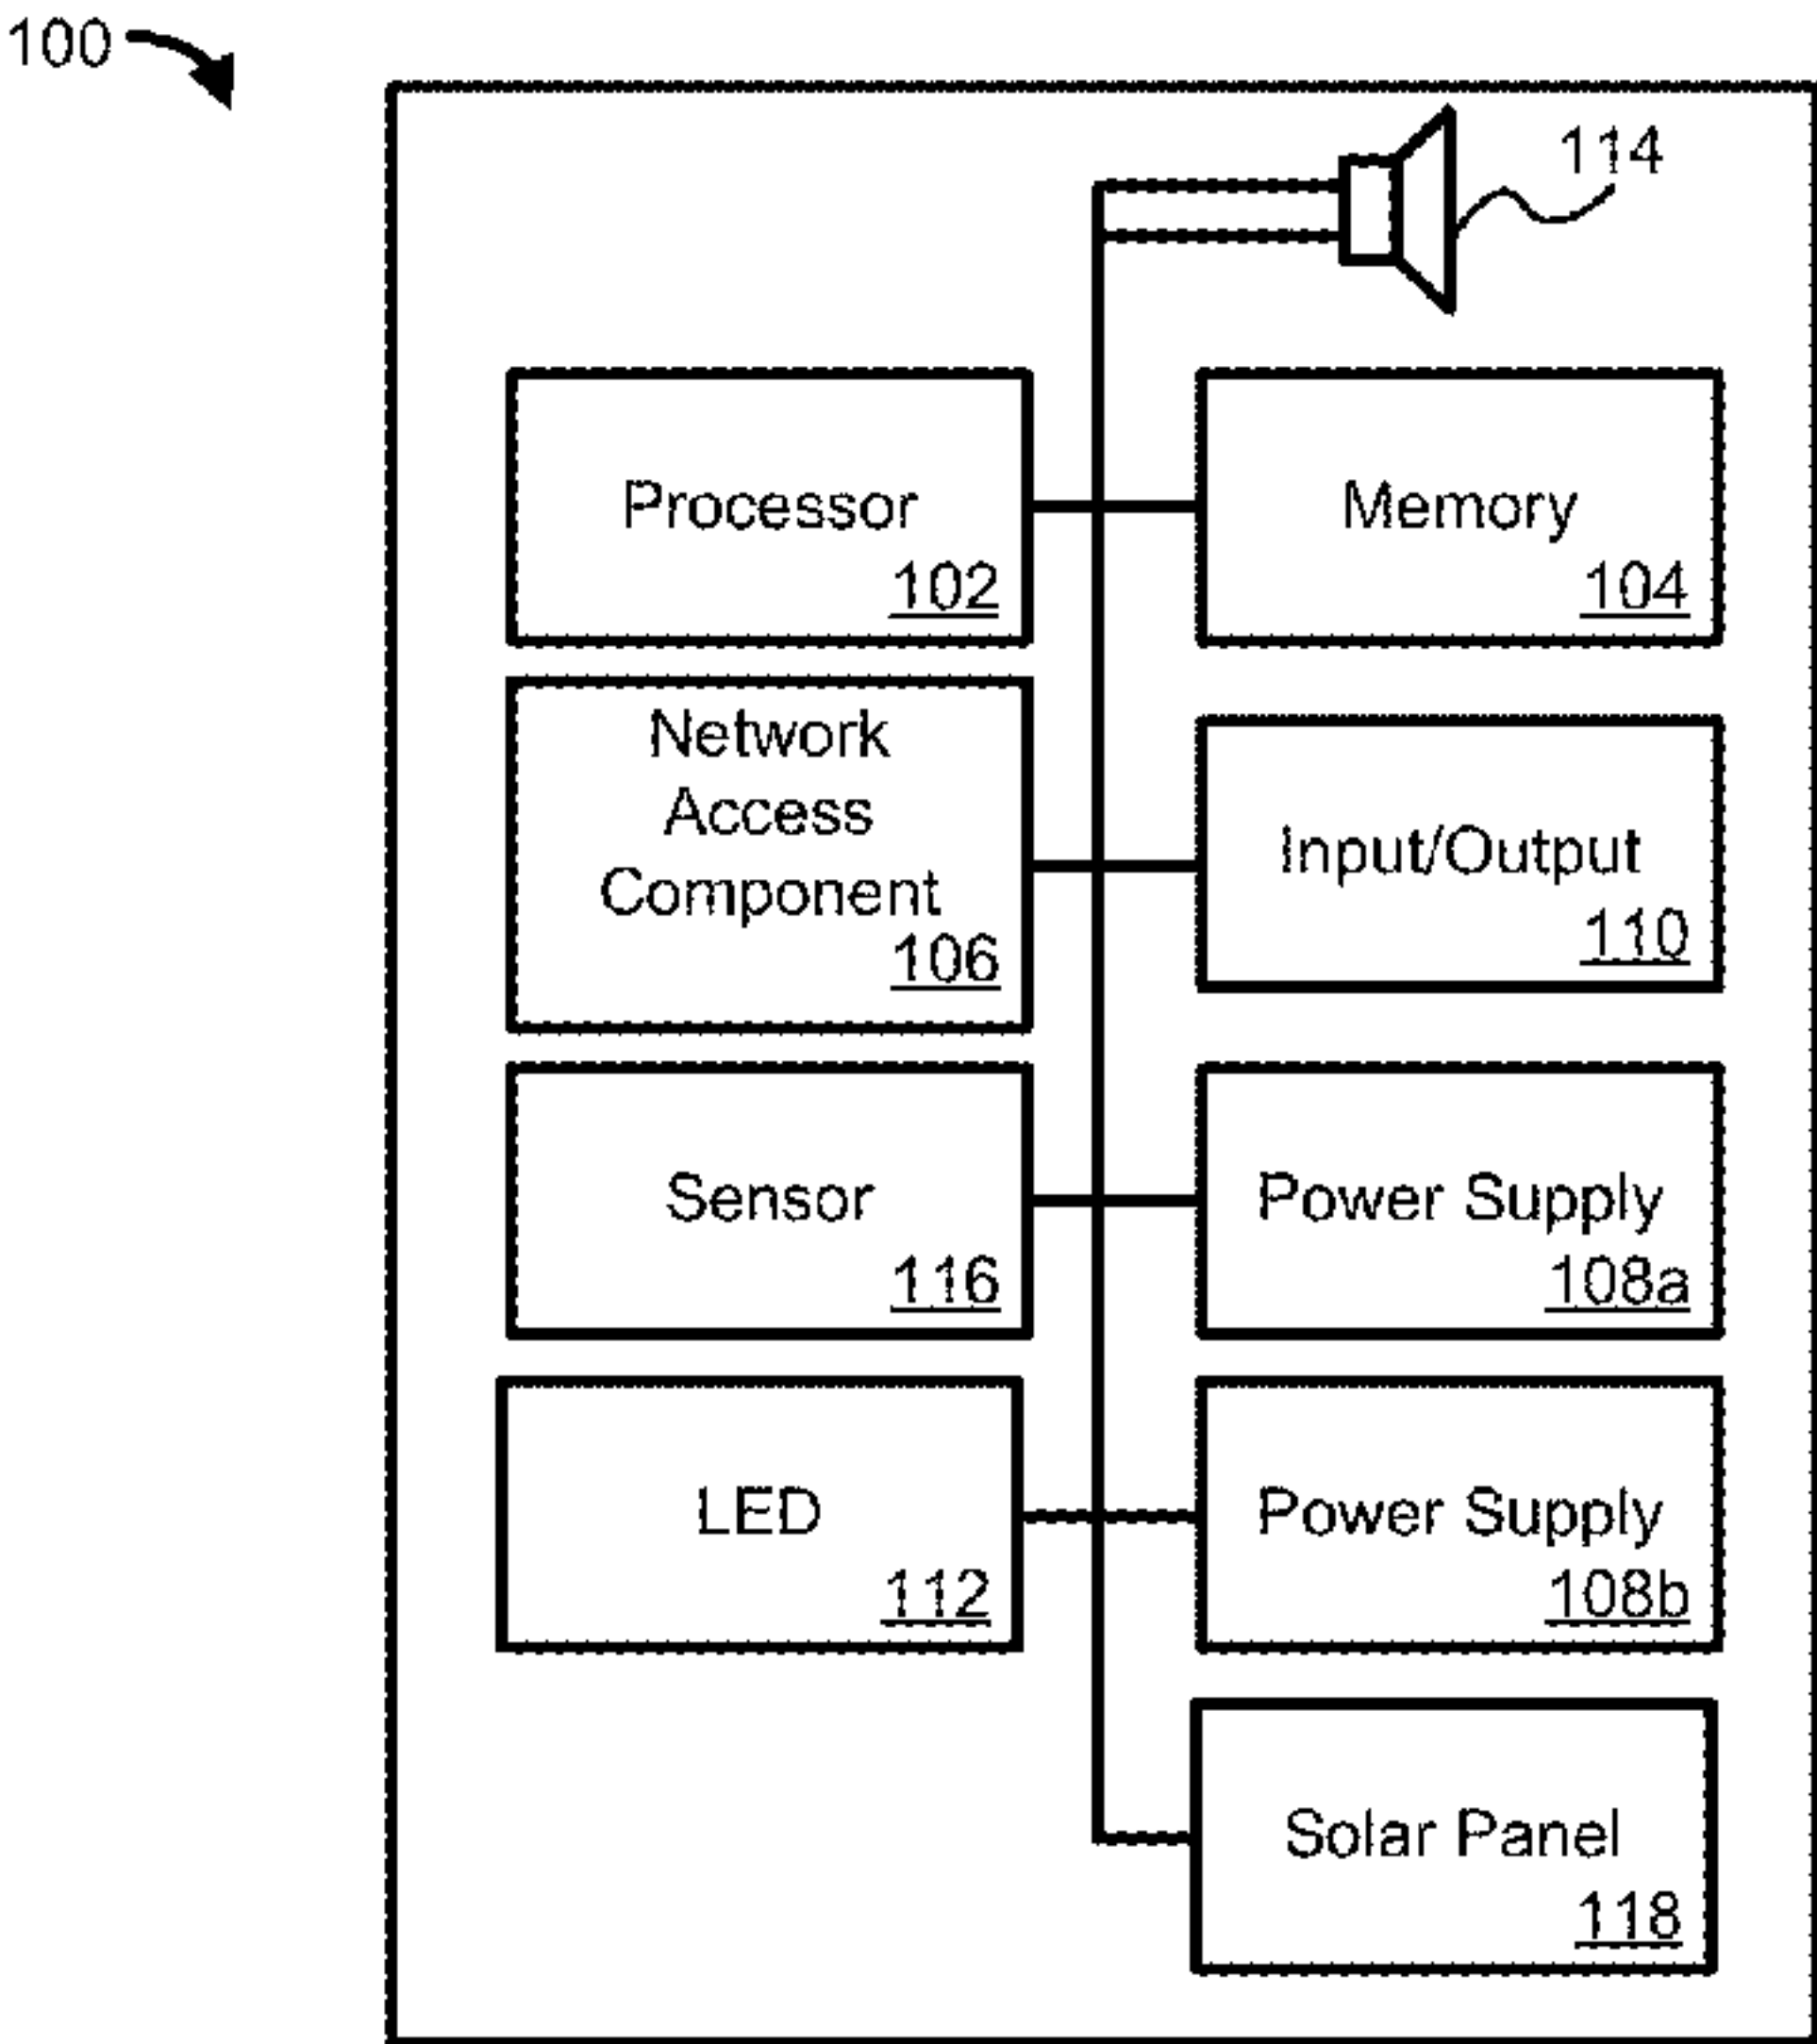 100
114
Processor
102
Memory
104
Network
Access
Component
106
Input/Output
110
Sensor
116
Power Supply
108a
LED
112
Power Supply
108b
Solar Panel
118